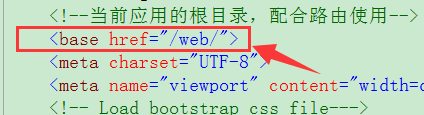 <!--当前应用的根目录，配合路由使用-->
<base href="/web/">
<meta charset="UTF-8">
<meta name="viewport" content="width=d
<!-- Load bootstrap css file--->